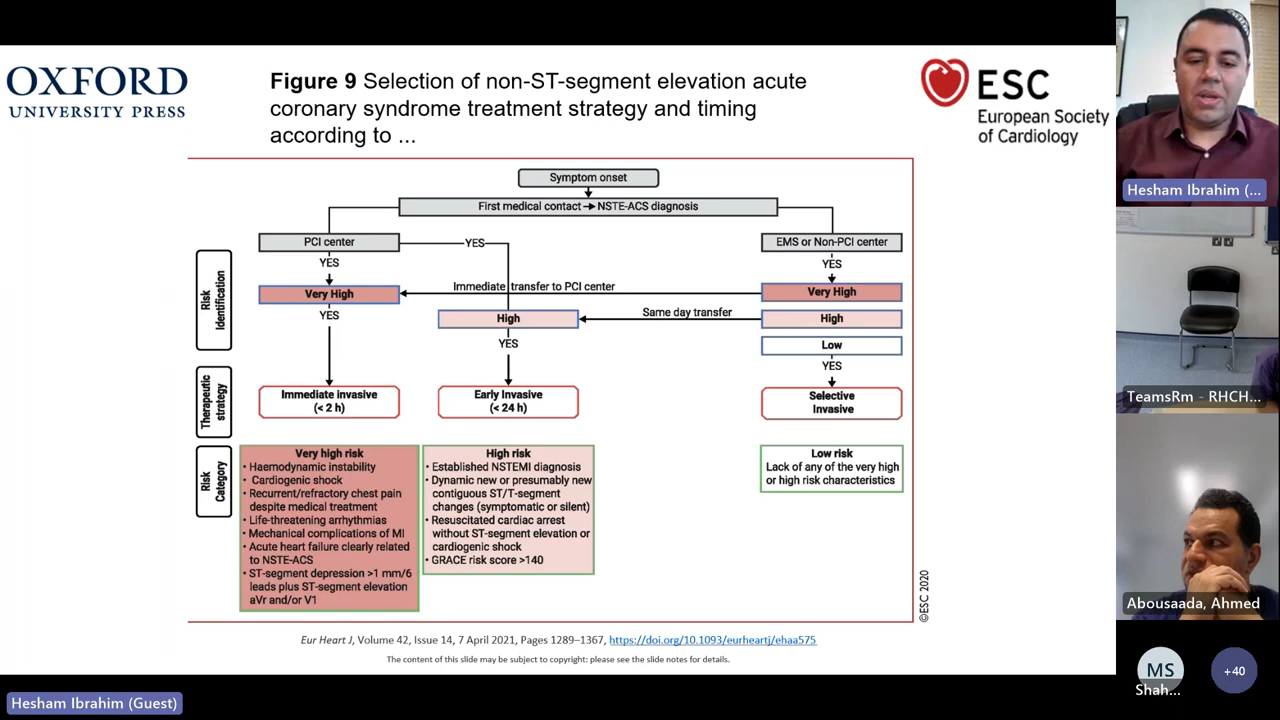 OXFORD
UNIVERSITY PRESS
Figure 9 Selection of non-ST-segment elevation acute
coronary syndrome treatment strategy and timing
according to ...
ESC
European Society
of Cardiology
Symptom onset
First medical contact → NSTE-ACS diagnosis
PCI center
YES
EMS or Non-PCI center
YES
YES
Risk
Identification
Very High
Immediate transfer to PCI center
Very High
YES
High
Same day transfer
High
YES
Low
YES
Therapeutic
strategy
Immediate invasive
(< 2 h)
Early Invasive
(< 24 h)
Selective
Invasive
Risk
Category
Very high risk
• Haemodynamic instability
• Cardiogenic shock
• Recurrent/refractory chest pain
despite medical treatment
• Life-threatening arrhythmias
• Mechanical complications of MI
• Acute heart failure clearly related
to NSTE-ACS
• ST-segment depression >1 mm/6
leads plus ST-segment elevation
aVr and/or V1
High risk
• Established NSTEMI diagnosis
• Dynamic new or presumably new
contiguous ST/T-segment
changes (symptomatic or silent)
• Resuscitated cardiac arrest
without ST-segment elevation or
cardiogenic shock
• GRACE risk score >140
Low risk
Lack of any of the very high
or high risk characteristics
©ESC 2020
Eur Heart J, Volume 42, Issue 14, 7 April 2021, Pages 1289–1367, https://doi.org/10.1093/eurheartj/ehaa575
The content of this slide may be subject to copyright: please see the slide notes for details.
Hesham Ibrahim (Guest)
Hesham Ibrahim (...
TeamsRm - RHCH...
Abousaada, Ahmed
MS
Shah...
+40